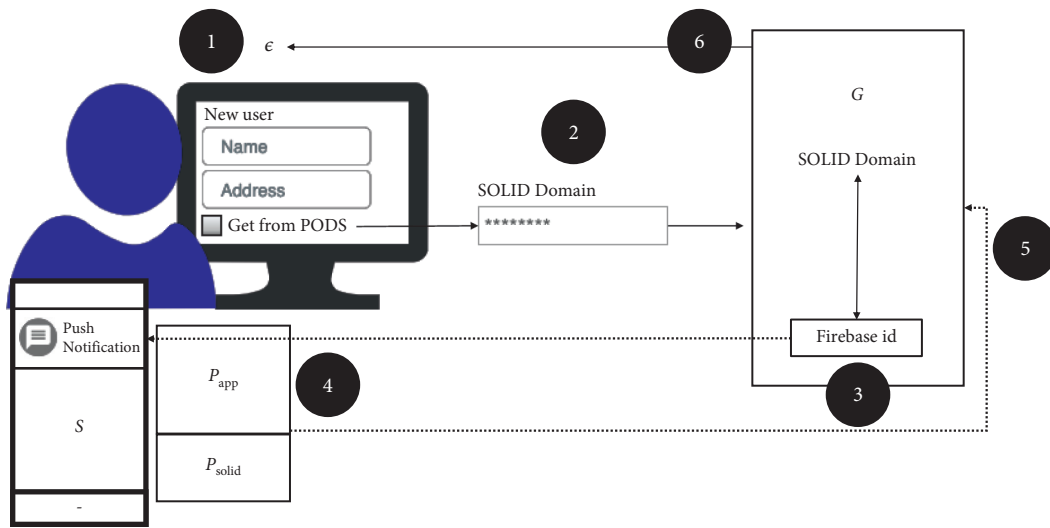 1
ϵ
6
New user
Name
Address
Get from PODS
2
SOLID Domain
********
G
SOLID Domain
Firebase id
3
5
Push
Notification
S
-
P_app
P_solid
4